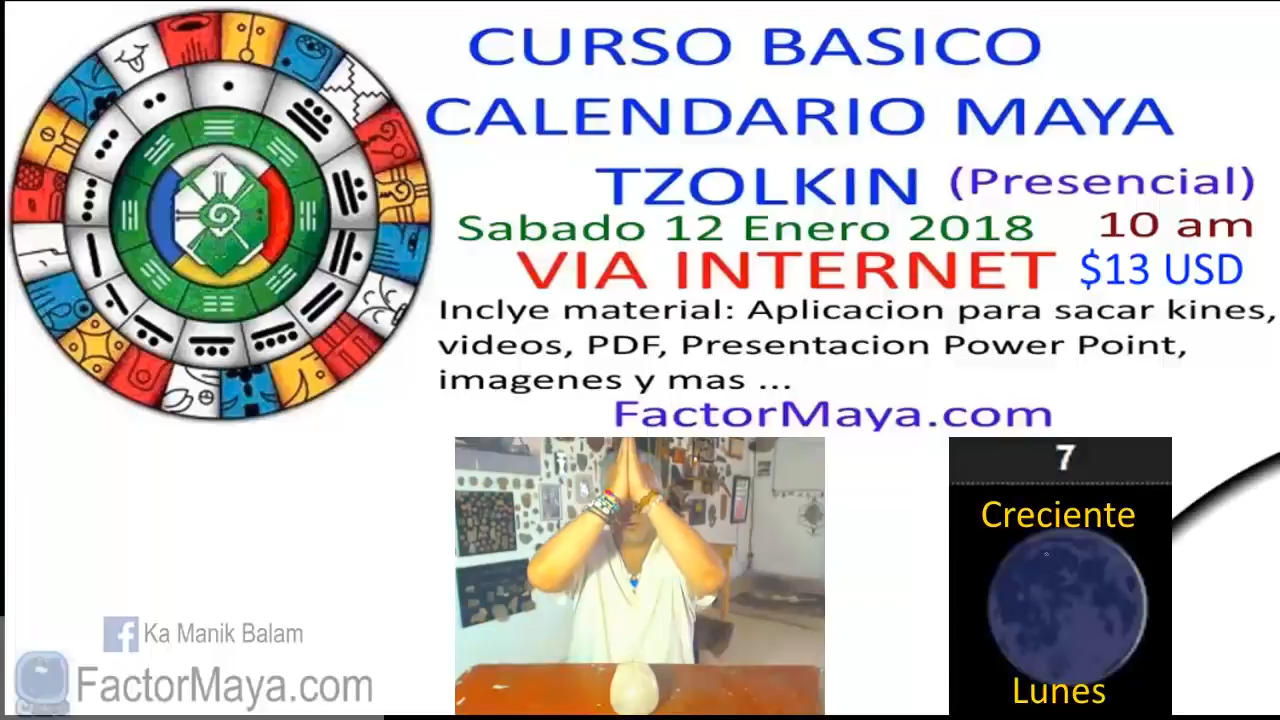 CURSO BASICO
CALENDARIO MAYA
TZOLKIN (Presencial)
Sabado 12 Enero 2018 10 am
VIA INTERNET $13 USD
Inclye material: Aplicacion para sacar kines,
videos, PDF, Presentacion Power Point,
imagenes y mas ...
FactorMaya.com
7
Creciente
Lunes
Ka Manik Balam
FactorMaya.com